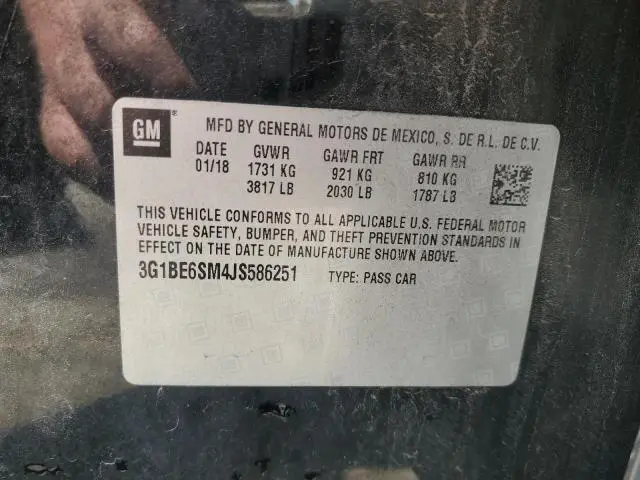 GM ®
MFD BY GENERAL MOTORS DE MEXICO, S. DE R.L. DE C.V.
DATE GVWR GAWR FRT GAWR RR
01/18 1731 KG 921 KG 810 KG
3817 LB 2030 LB 1787 LB
THIS VEHICLE CONFORMS TO ALL APPLICABLE U.S. FEDERAL MOTOR
VEHICLE SAFETY, BUMPER, AND THEFT PREVENTION STANDARDS IN
EFFECT ON THE DATE OF MANUFACTURE SHOWN ABOVE.
3G1BE6SM4JS586251 TYPE: PASS CAR